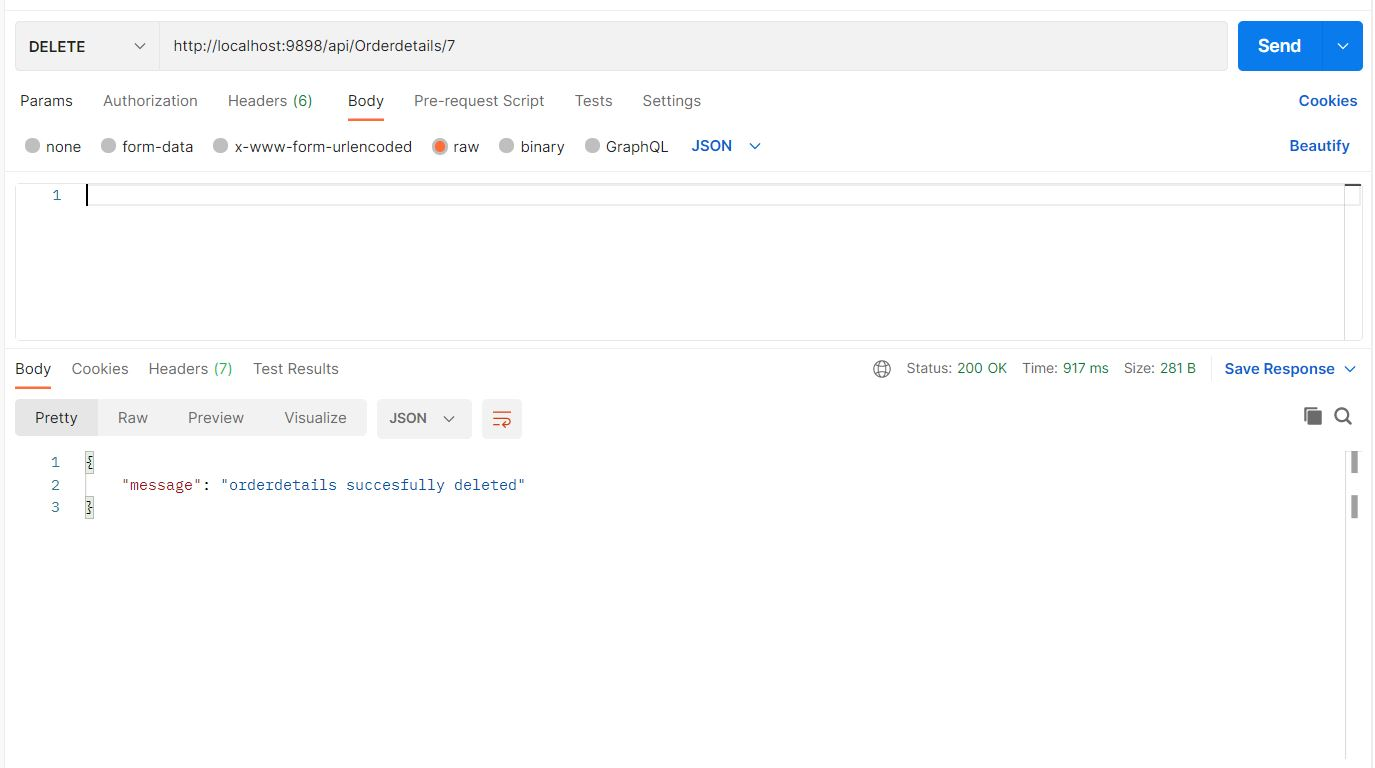 DELETE http://localhost:9898/api/Orderdetails/7 Send
Params Authorization Headers (6) Body Pre-request Script Tests Settings Cookies
none form-data x-www-form-urlencoded raw binary GraphQL JSON Beautify
1
Body Cookies Headers (7) Test Results Status: 200 OK Time: 917 ms Size: 281 B Save Response
Pretty Raw Preview Visualize JSON
1 {
2 "message": "orderdetails succesfully deleted"
3 }